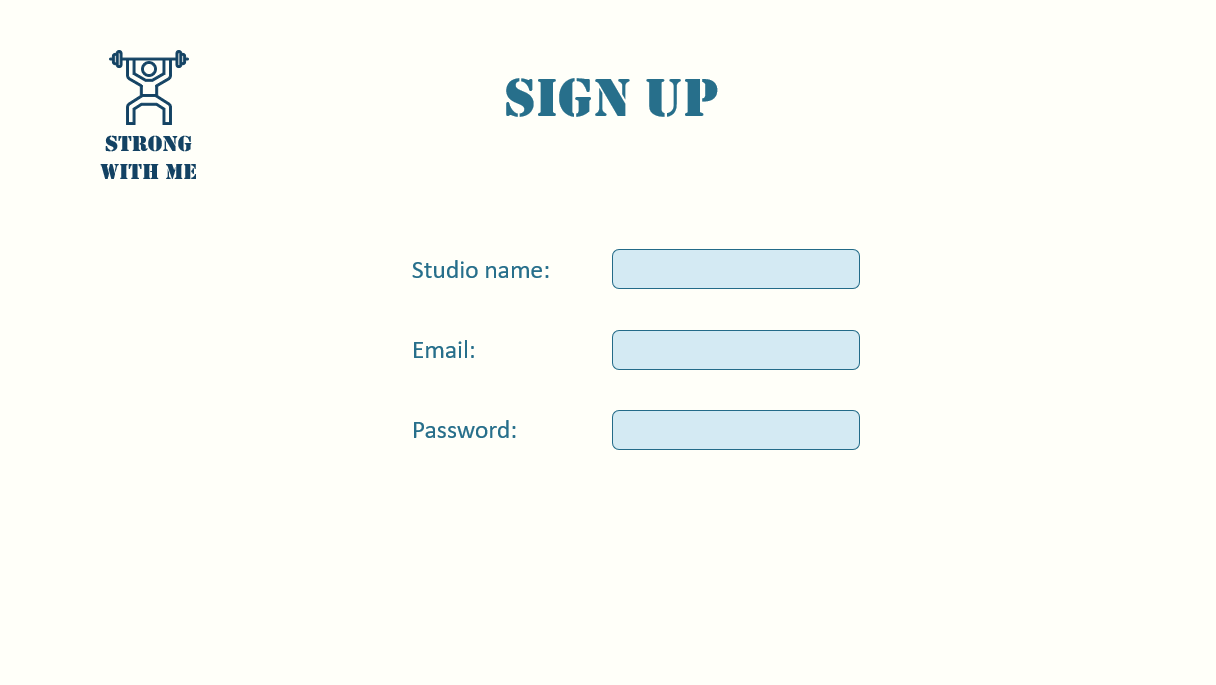 STRONG
WITH ME
SIGN UP
Studio name:
Email:
Password: